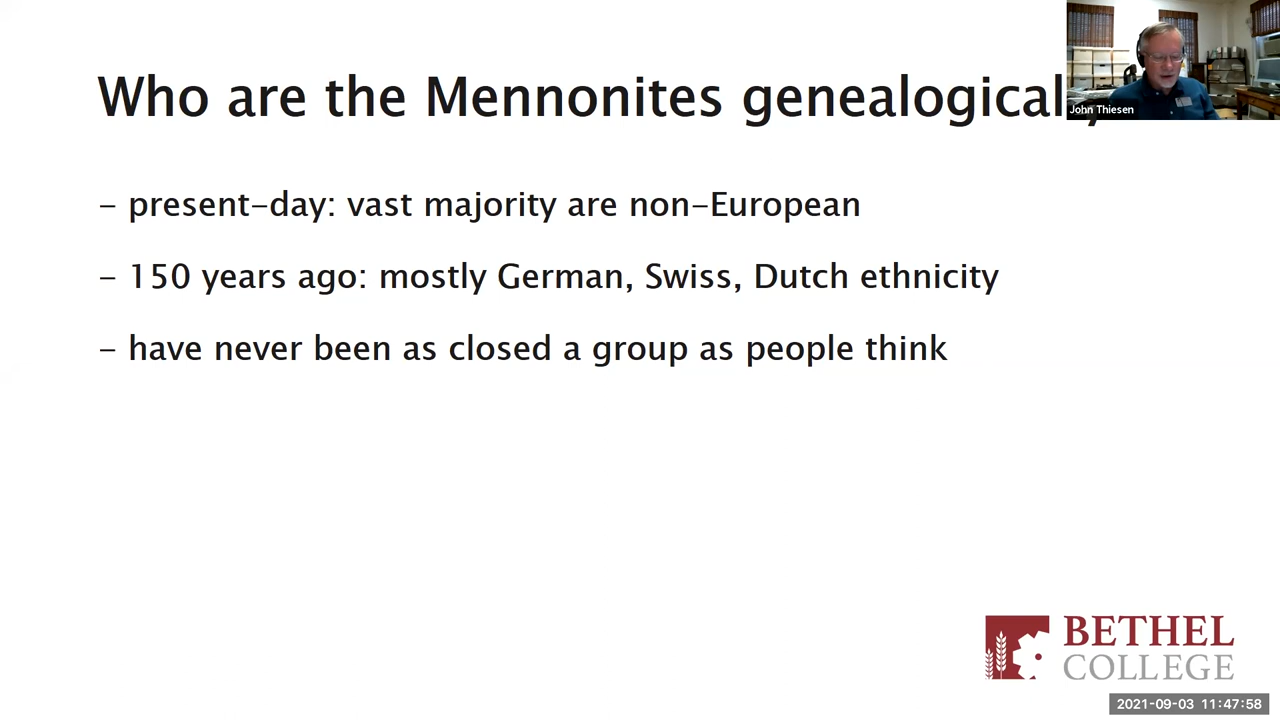 Who are the Mennonites genealogical
John Thiesen
– present-day: vast majority are non-European
– 150 years ago: mostly German, Swiss, Dutch ethnicity
– have never been as closed a group as people think
BETHEL
COLLEGE
2021-09-03 11:47:58